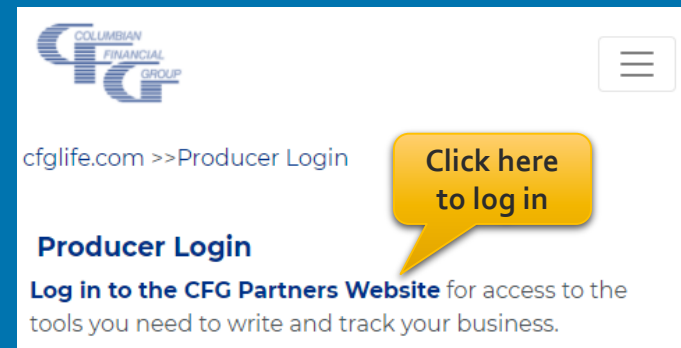 COLUMBIAN
FINANCIAL
GROUP
cfglife.com >>Producer Login
Click here
to log in
Producer Login
Log in to the CFG Partners Website for access to the
tools you need to write and track your business.